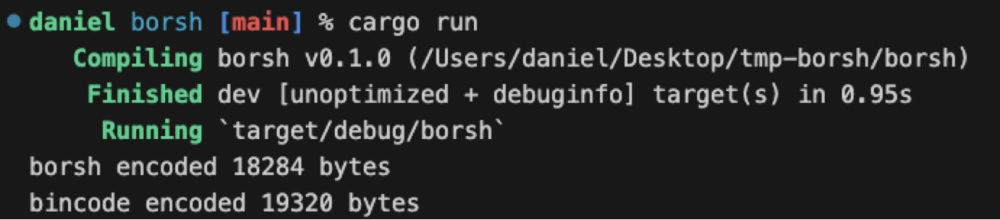 daniel borsh [main] % cargo run
Compiling borsh v0.1.0 (/Users/daniel/Desktop/tmp-borsh/borsh)
Finished dev [unoptimized + debuginfo] target(s) in 0.95s
Running `target/debug/borsh`
borsh encoded 18284 bytes
bincode encoded 19320 bytes